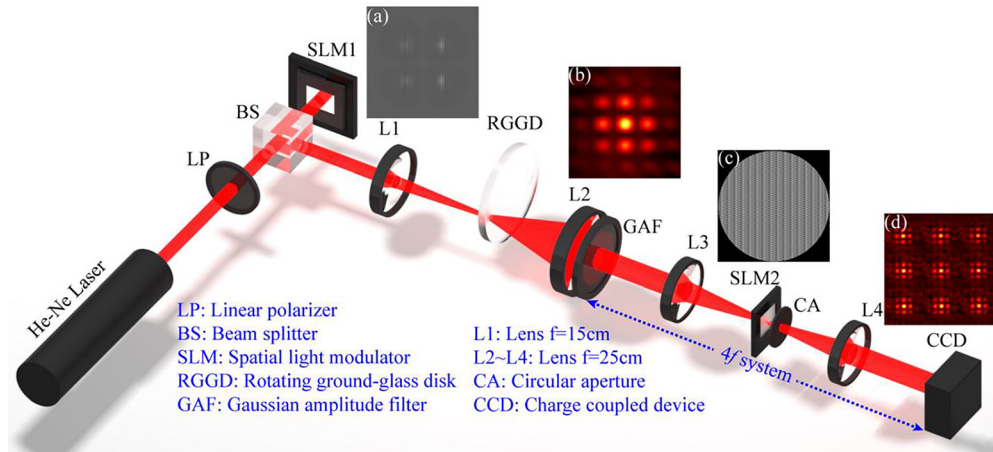 (a)
SLM1
BS
L1
RGGD
(b)
LP
L2
GAF
(c)
L3
SLM2
CA
(d)
L4
CCD
He-Ne Laser
4f system
LP: Linear polarizer
BS: Beam splitter
SLM: Spatial light modulator
RGGD: Rotating ground-glass disk
GAF: Gaussian amplitude filter
L1: Lens f=15cm
L2~L4: Lens f=25cm
CA: Circular aperture
CCD: Charge coupled device